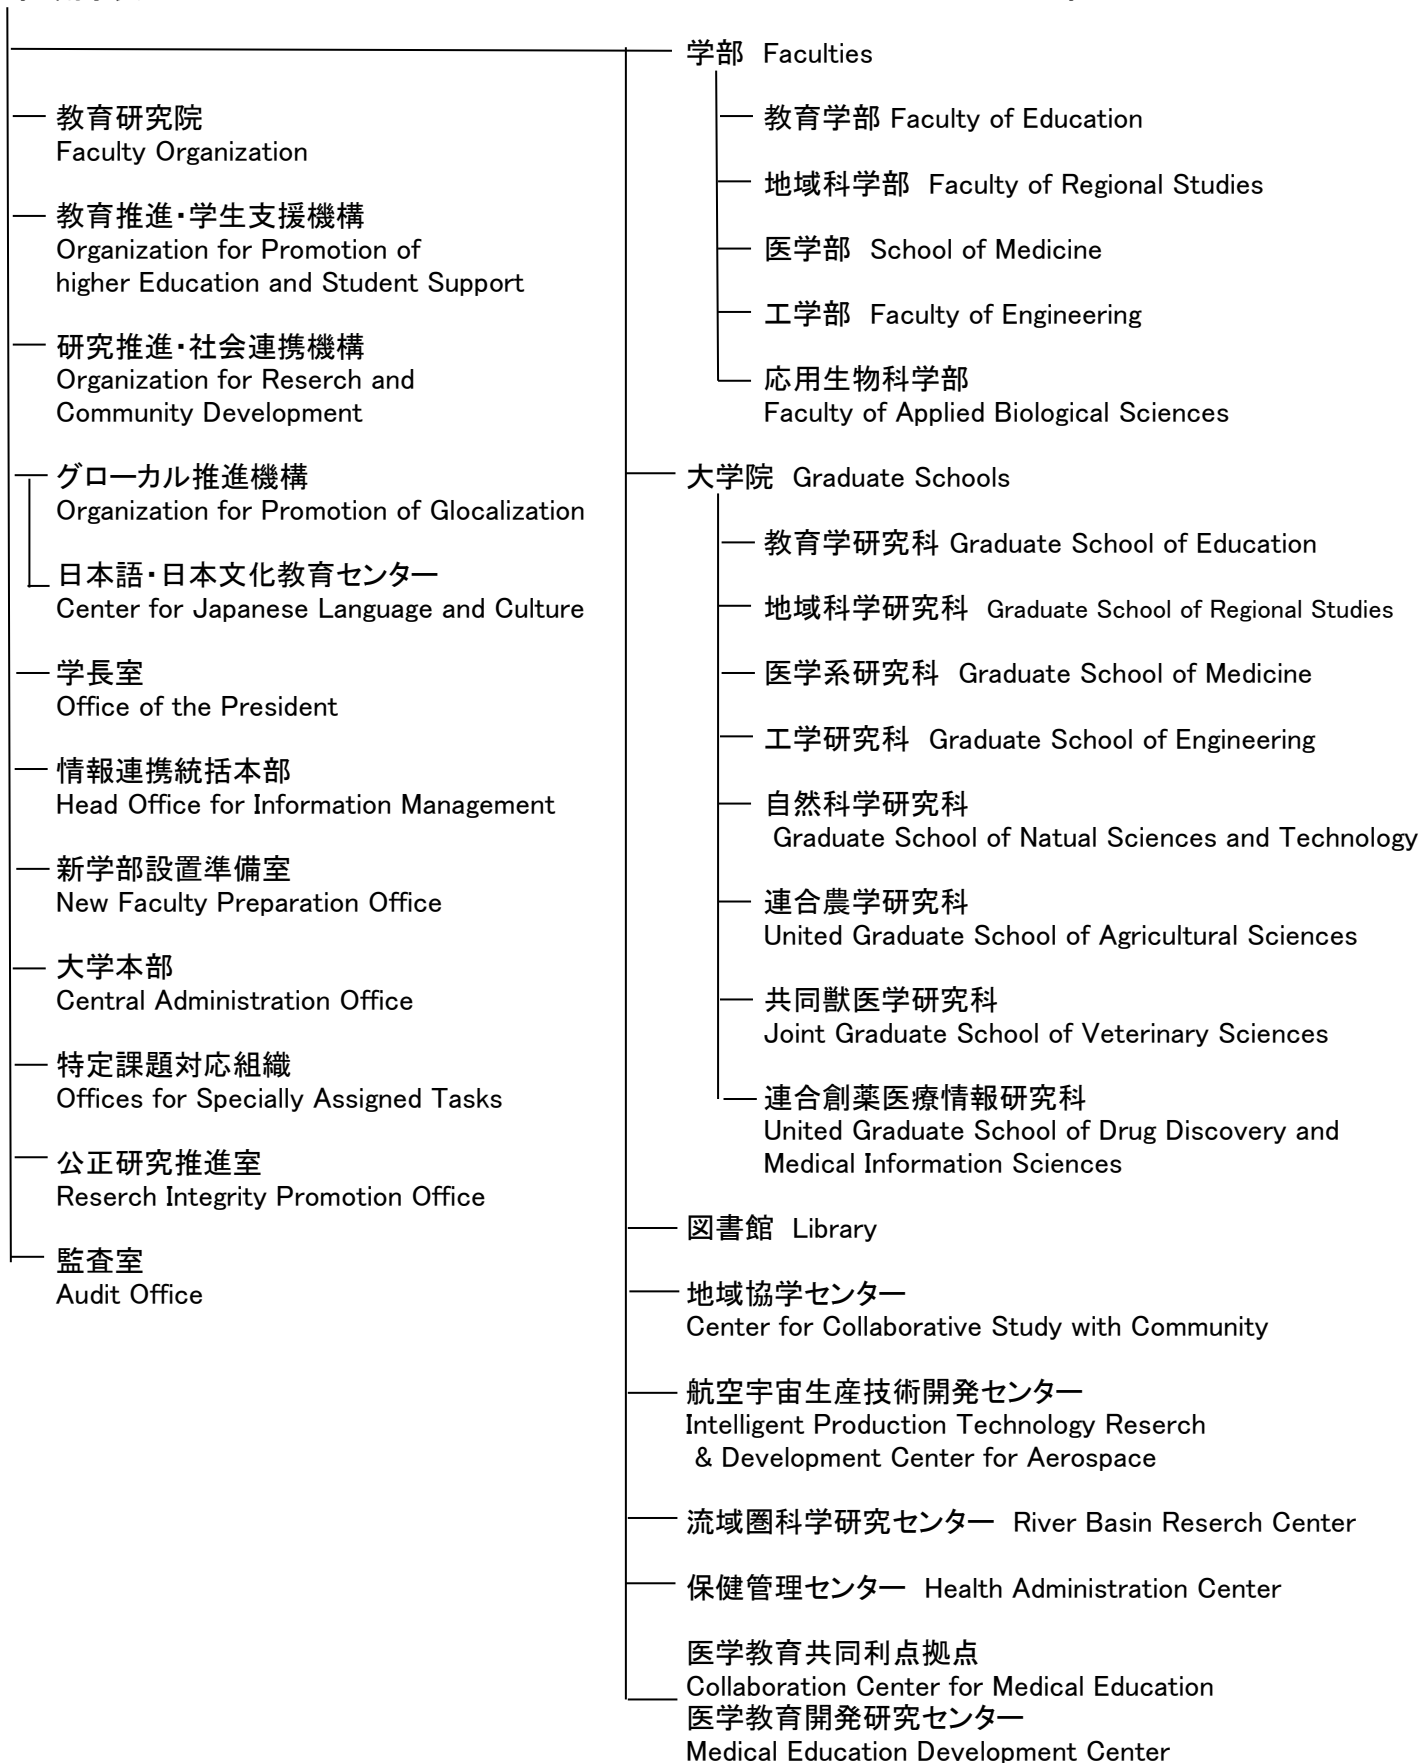 学部 Faculties
教育研究院
Faculty Organization
教育推進・学生支援機構
Organization for Promotion of
higher Education and Student Support
研究推進・社会連携機構
Organization for Reserch and
Community Development
グローカル推進機構
Organization for Promotion of Glocalization
日本語・日本文化教育センター
Center for Japanese Language and Culture
学長室
Office of the President
情報連携統括本部
Head Office for Information Management
新学部設置準備室
New Faculty Preparation Office
大学本部
Central Administration Office
特定課題対応組織
Offices for Specially Assigned Tasks
公正研究推進室
Reserch Integrity Promotion Office
監査室
Audit Office
教育学部 Faculty of Education
地域科学部 Faculty of Regional Studies
医学部 School of Medicine
工学部 Faculty of Engineering
応用生物科学部
Faculty of Applied Biological Sciences
大学院 Graduate Schools
教育学研究科 Graduate School of Education
地域科学研究科 Graduate School of Regional Studies
医学系研究科 Graduate School of Medicine
工学研究科 Graduate School of Engineering
自然科学研究科
Graduate School of Natual Sciences and Technology
連合農学研究科
United Graduate School of Agricultural Sciences
共同獣医学研究科
Joint Graduate School of Veterinary Sciences
連合創薬医療情報研究科
United Graduate School of Drug Discovery and
Medical Information Sciences
図書館 Library
地域協学センター
Center for Collaborative Study with Community
航空宇宙生産技術開発センター
Intelligent Production Technology Reserch
& Development Center for Aerospace
流域圏科学研究センター River Basin Reserch Center
保健管理センター Health Administration Center
医学教育共同利点拠点
Collaboration Center for Medical Education
医学教育開発研究センター
Medical Education Development Center